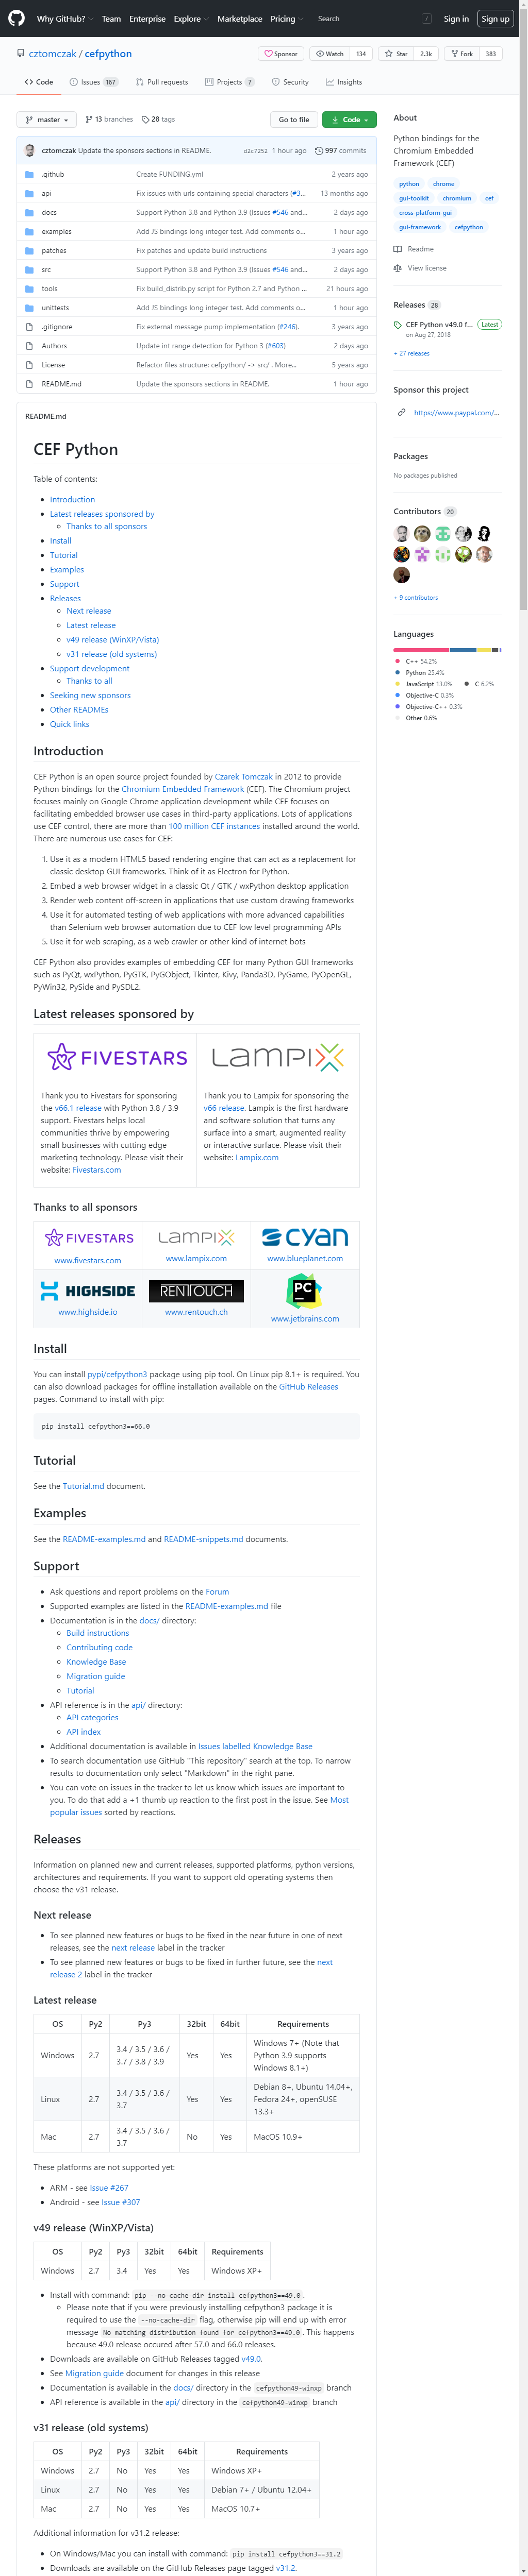 Why GitHub? Team Enterprise Explore Marketplace Pricing Search / Sign in Sign up
cztomczak / cefpython Sponsor Watch 134 Star 2.3k Fork 383
Code Issues 167 Pull requests Projects 7 Security Insights
master 13 branches 28 tags Go to file Code
cztomczak Update the sponsors sections in README. d2c7252 1 hour ago 997 commits
.github Create FUNDING.yml 2 years ago
api Fix issues with urls containing special characters (#3... 13 months ago
docs Support Python 3.8 and Python 3.9 (Issues #546 and... 2 days ago
examples Add JS bindings long integer test. Add comments o... 1 hour ago
patches Fix patches and update build instructions 3 years ago
src Support Python 3.8 and Python 3.9 (Issues #546 and... 2 days ago
tools Fix build_distrib.py script for Python 2.7 and Python ... 21 hours ago
unittests Add JS bindings long integer test. Add comments o... 1 hour ago
.gitignore Fix external message pump implementation (#246). 3 years ago
Authors Update int range detection for Python 3 (#603) 2 days ago
License Refactor files structure: cefpython/ -> src/ . More... 5 years ago
README.md Update the sponsors sections in README. 1 hour ago
README.md
CEF Python
Table of contents:
Introduction
Latest releases sponsored by
Thanks to all sponsors
Install
Tutorial
Examples
Support
Releases
Next release
Latest release
v49 release (WinXP/Vista)
v31 release (old systems)
Support development
Thanks to all
Seeking new sponsors
Other READMEs
Quick links
Introduction
CEF Python is an open source project founded by Czarek Tomczak in 2012 to provide
Python bindings for the Chromium Embedded Framework (CEF). The Chromium project
focuses mainly on Google Chrome application development while CEF focuses on
facilitating embedded browser use cases in third-party applications. Lots of applications
use CEF control, there are more than 100 million CEF instances installed around the world.
There are numerous use cases for CEF:
1. Use it as a modern HTML5 based rendering engine that can act as a replacement for
classic desktop GUI frameworks. Think of it as Electron for Python.
2. Embed a web browser widget in a classic Qt / GTK / wxPython desktop application
3. Render web content off-screen in applications that use custom drawing frameworks
4. Use it for automated testing of web applications with more advanced capabilities
than Selenium web browser automation due to CEF low level programming APIs
5. Use it for web scraping, as a web crawler or other kind of internet bots
CEF Python also provides examples of embedding CEF for many Python GUI frameworks
such as PyQt, wxPython, PyGTK, PyGObject, Tkinter, Kivy, Panda3D, PyGame, PyOpenGL,
PyWin32, PySide and PySDL2.
Latest releases sponsored by
FIVESTARS
Thank you to Fivestars for sponsoring
the v66.1 release with Python 3.8 / 3.9
support. Fivestars helps local
communities thrive by empowering
small businesses with cutting edge
marketing technology. Please visit their
website: Fivestars.com
LAMPIX
Thank you to Lampix for sponsoring the
v66 release. Lampix is the first hardware
and software solution that turns any
surface into a smart, augmented reality
or interactive surface. Please visit their
website: Lampix.com
Thanks to all sponsors
FIVESTARS LAMPIX CYAN
www.fivestars.com www.lampix.com www.blueplanet.com
HIGHSIDE RENTOUCH PC
www.highside.io www.rentouch.ch www.jetbrains.com
Install
You can install pypi/cefpython3 package using pip tool. On Linux pip 8.1+ is required. You
can also download packages for offline installation available on the GitHub Releases
pages. Command to install with pip:
pip install cefpython3==66.0
Tutorial
See the Tutorial.md document.
Examples
See the README-examples.md and README-snippets.md documents.
Support
Ask questions and report problems on the Forum
Supported examples are listed in the README-examples.md file
Documentation is in the docs/ directory:
Build instructions
Contributing code
Knowledge Base
Migration guide
Tutorial
API reference is in the api/ directory:
API categories
API index
Additional documentation is available in Issues labelled Knowledge Base
To search documentation use GitHub "This repository" search at the top. To narrow
results to documentation only select "Markdown" in the right pane.
You can vote on issues in the tracker to let us know which issues are important to
you. To do that add a +1 thumb up reaction to the first post in the issue. See Most
popular issues sorted by reactions.
Releases
Information on planned new and current releases, supported platforms, python versions,
architectures and requirements. If you want to support old operating systems then
choose the v31 release.
Next release
To see planned new features or bugs to be fixed in the near future in one of next
releases, see the next release label in the tracker
To see planned new features or bugs to be fixed in further future, see the next
release 2 label in the tracker
Latest release
OS Py2 Py3 32bit 64bit Requirements
Windows 2.7 3.4 / 3.5 / 3.6 / 3.7 / 3.8 / 3.9 Yes Yes Windows 7+ (Note that Python 3.9 supports Windows 8.1+)
Linux 2.7 3.4 / 3.5 / 3.6 / 3.7 Yes Yes Debian 8+, Ubuntu 14.04+, Fedora 24+, openSUSE 13.3+
Mac 2.7 3.4 / 3.5 / 3.6 / 3.7 No Yes MacOS 10.9+
These platforms are not supported yet:
ARM - see Issue #267
Android - see Issue #307
v49 release (WinXP/Vista)
OS Py2 Py3 32bit 64bit Requirements
Windows 2.7 3.4 Yes Yes Windows XP+
Install with command: pip --no-cache-dir install cefpython3==49.0 .
Please note that if you were previously installing cefpython3 package it is
required to use the --no-cache-dir flag, otherwise pip will end up with error
message No matching distribution found for cefpython3==49.0 . This happens
because 49.0 release occured after 57.0 and 66.0 releases.
Downloads are available on GitHub Releases tagged v49.0.
See Migration guide document for changes in this release
Documentation is available in the docs/ directory in the cefpython49-winxp branch
API reference is available in the api/ directory in the cefpython49-winxp branch
v31 release (old systems)
OS Py2 Py3 32bit 64bit Requirements
Windows 2.7 No Yes Yes Windows XP+
Linux 2.7 No Yes Yes Debian 7+ / Ubuntu 12.04+
Mac 2.7 No Yes Yes MacOS 10.7+
Additional information for v31.2 release:
On Windows/Mac you can install with command: pip install cefpython3==31.2
Downloads are available on the GitHub Releases page tagged v31.2.
About
Python bindings for the
Chromium Embedded
Framework (CEF)
python chrome
gui-toolkit chromium cef
cross-platform-gui
gui-framework cefpython
Readme
View license
Releases 28
CEF Python v49.0 f... Latest
on Aug 27, 2018
+ 27 releases
Sponsor this project
https://www.paypal.com/...
Packages
No packages published
Contributors 20
+ 9 contributors
Languages
C++ 54.2%
Python 25.4%
JavaScript 13.0% C 6.2%
Objective-C 0.3%
Objective-C++ 0.3%
Other 0.6%